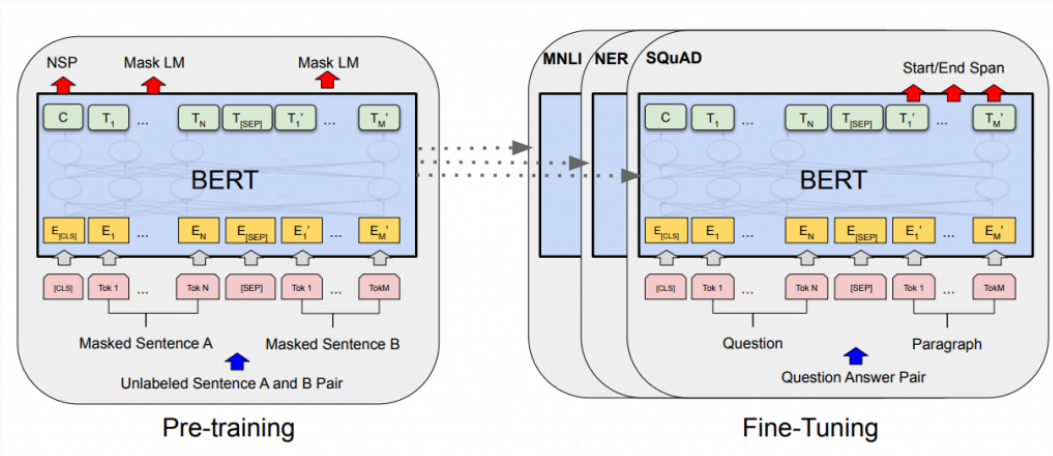 NSP Mask LM Mask LM
C T1 ... TN T[SEP] T1' ... TM'
BERT
E[CLS] E1 ... EN E[SEP] E1' ... EM'
[CLS] Tok 1 ... Tok N [SEP] Tok 1 ... TokM
Masked Sentence A Masked Sentence B
Unlabeled Sentence A and B Pair
Pre-training
MNLI NER SQuAD
Start/End Span
C T1 ... TN T[SEP] T1' ... TM'
BERT
E[CLS] E1 ... EN E[SEP] E1' ... EM'
[CLS] Tok 1 ... Tok N [SEP] Tok 1 ... TokM
Question Paragraph
Question Answer Pair
Fine-Tuning